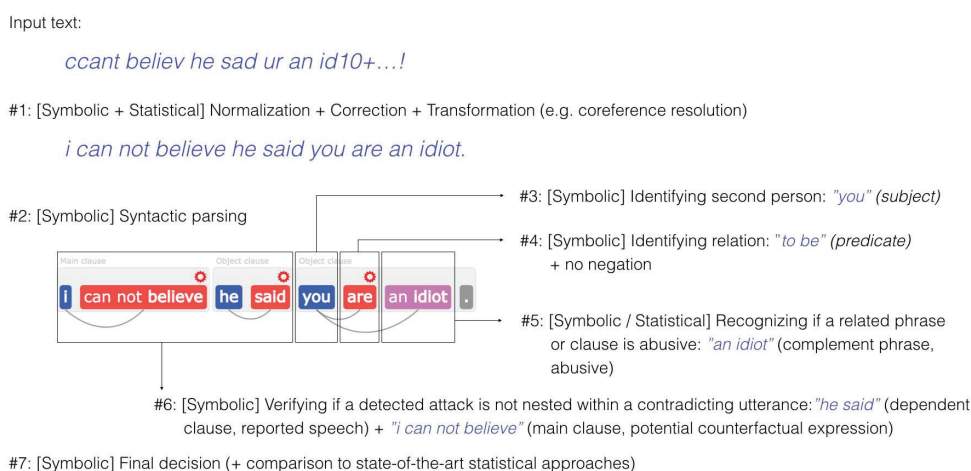 Input text:
ccant believ he sad ur an id10+...!
#1: [Symbolic + Statistical] Normalization + Correction + Transformation (e.g. coreference resolution)
i can not believe he said you are an idiot.
#2: [Symbolic] Syntactic parsing
#3: [Symbolic] Identifying second person: "you" (subject)
#4: [Symbolic] Identifying relation: "to be" (predicate)
+ no negation
Main clause Object clause Object clause
i can not believe he said you are an idiot .
#5: [Symbolic / Statistical] Recognizing if a related phrase
or clause is abusive: "an idiot" (complement phrase,
abusive)
#6: [Symbolic] Verifying if a detected attack is not nested within a contradicting utterance:"he said" (dependent
clause, reported speech) + "i can not believe" (main clause, potential counterfactual expression)
#7: [Symbolic] Final decision (+ comparison to state-of-the-art statistical approaches)